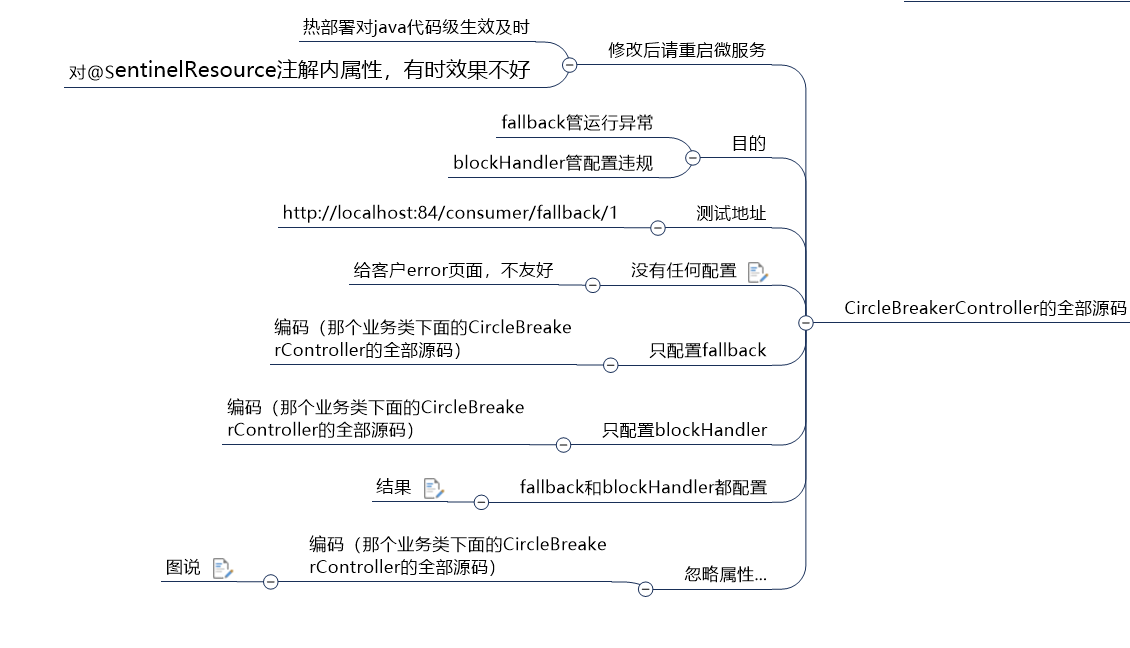 热部署对java代码级生效及时
对@SentinelResource注解内属性，有时效果不好
修改后请重启微服务
fallback管运行异常
blockHandler管配置违规
目的
http://localhost:84/consumer/fallback/1
测试地址
给客户error页面，不友好
没有任何配置
CircleBreakerController的全部源码
编码（那个业务类下面的CircleBreake
rController的全部源码）
只配置fallback
编码（那个业务类下面的CircleBreake
rController的全部源码）
只配置blockHandler
结果
fallback和blockHandler都配置
图说
编码（那个业务类下面的CircleBreake
rController的全部源码）
忽略属性...